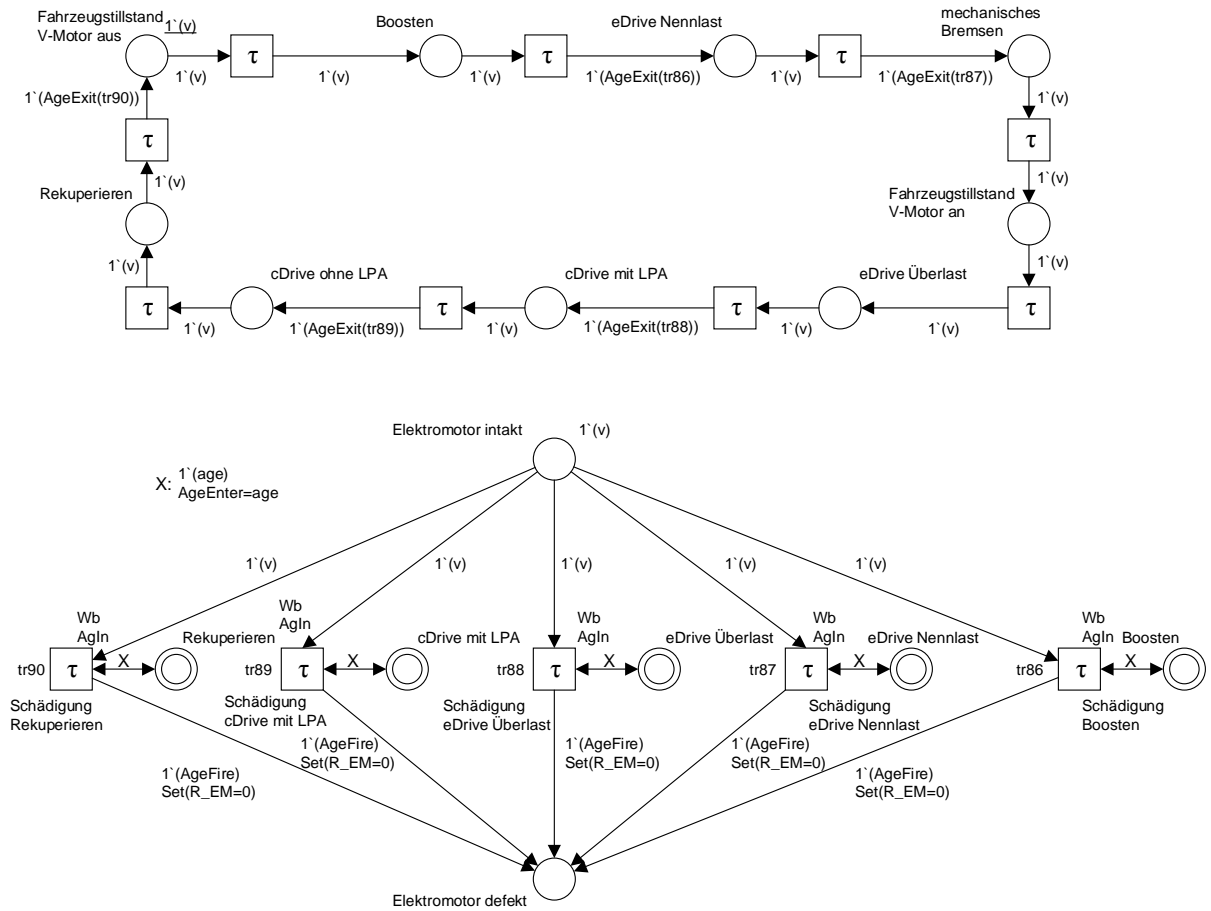 Fahrzeugstillstand
V-Motor aus
1`(v)
Boosten
eDrive Nennlast
mechanisches
Bremsen
τ
τ
τ
1`(v)
1`(v)
1`(v)
1`(AgeExit(tr86))
1`(v)
1`(AgeExit(tr87))
1`(AgeExit(tr90))
1`(v)
τ
τ
1`(v)
1`(v)
Rekuperieren
Fahrzeugtillstand
V-Motor an
1`(v)
1`(v)
cDrive ohne LPA
cDrive mit LPA
eDrive Überlast
τ
τ
τ
τ
1`(v)
1`(AgeExit(tr89))
1`(v)
1`(AgeExit(tr88))
1`(v)
1`(v)
Elektromotor intakt
1`(v)
X: 1`(age)
AgeEnter=age
1`(v)
1`(v)
1`(v)
1`(v)
1`(v)
Wb
AgIn
Rekuperieren
tr90
τ
X
Schädigung
Rekuperieren
Wb
AgIn
cDrive mit LPA
tr89
τ
X
Schädigung
cDrive mit LPA
Wb
AgIn
eDrive Überlast
tr88
τ
X
Schädigung
eDrive Überlast
Wb
AgIn
eDrive Nennlast
tr87
τ
X
Schädigung
eDrive Nennlast
Wb
AgIn
Boosten
tr86
τ
X
Schädigung
Boosten
1`(AgeFire)
Set(R_EM=0)
1`(AgeFire)
Set(R_EM=0)
1`(AgeFire)
Set(R_EM=0)
1`(AgeFire)
Set(R_EM=0)
1`(AgeFire)
Set(R_EM=0)
Elektromotor defekt